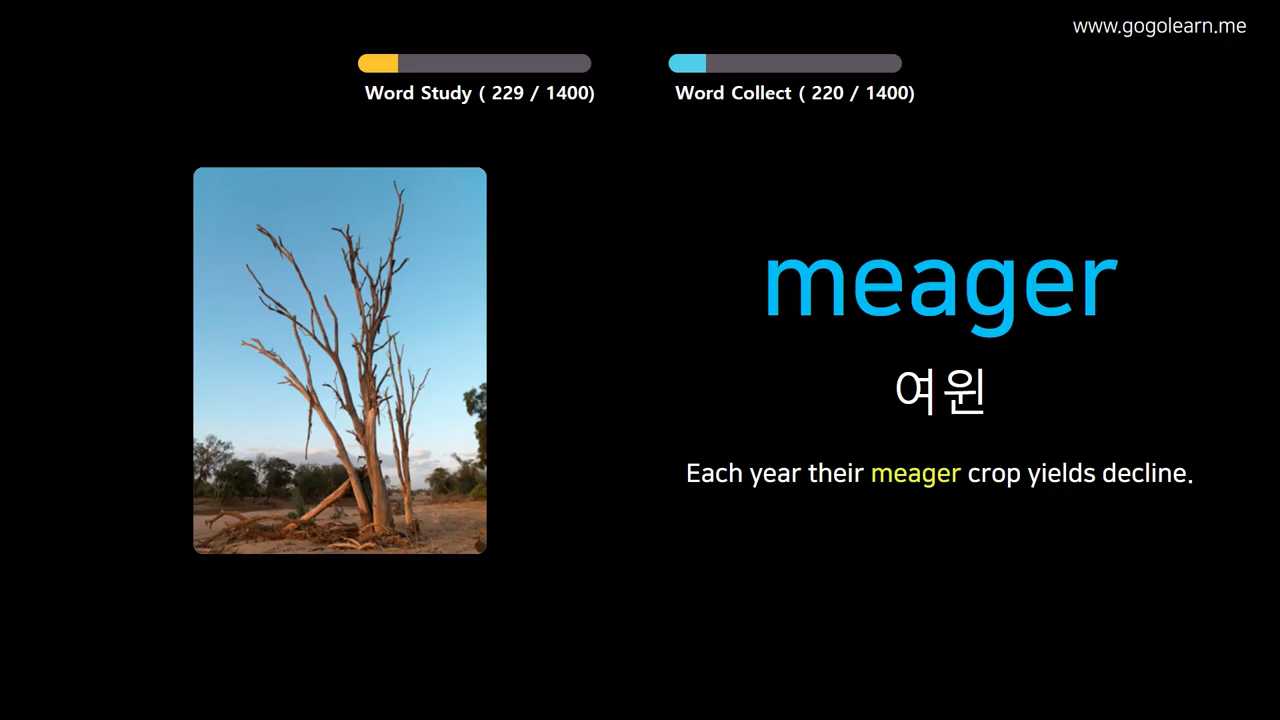 www.gogolearn.me
Word Study ( 229 / 1400)
Word Collect ( 220 / 1400)
meager
여윈
Each year their meager crop yields decline.